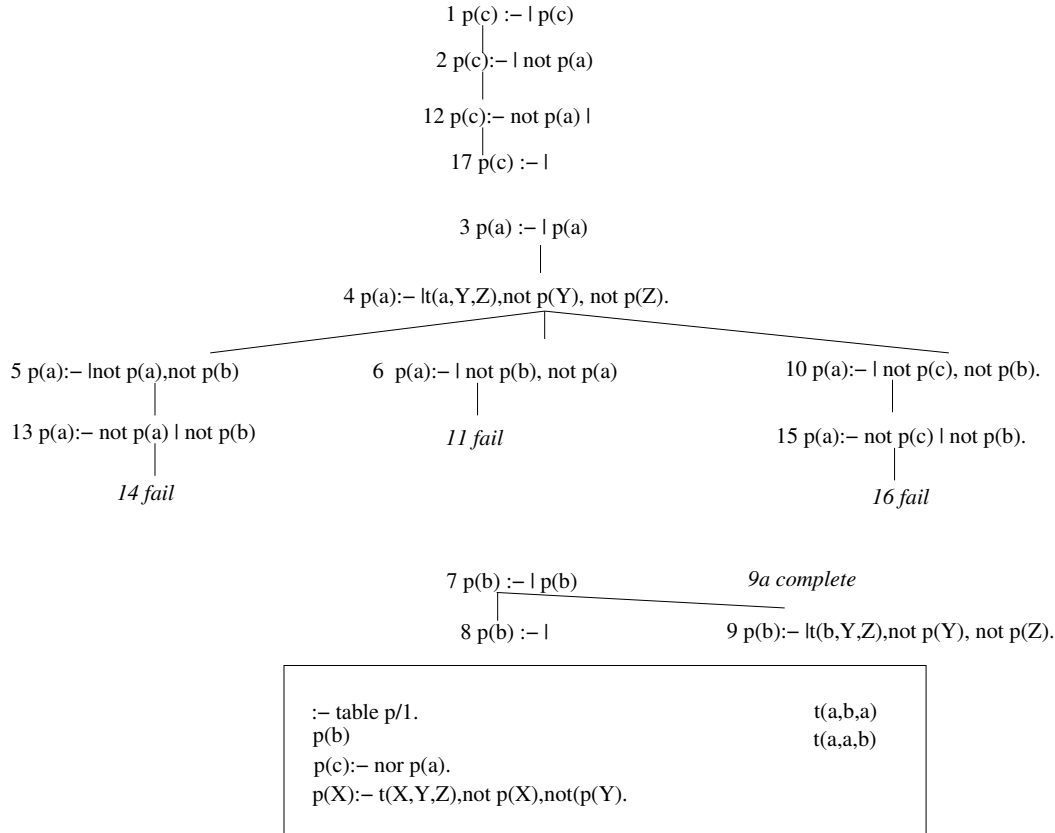 1 p(c) :− | p(c)
2 p(c):− | not p(a)
12 p(c):− not p(a) |
17 p(c) :− |
3 p(a) :− | p(a)
4 p(a):− |t(a,Y,Z),not p(Y), not p(Z).
5 p(a):− |not p(a),not p(b)
6 p(a):− | not p(b), not p(a)
10 p(a):− | not p(c), not p(b).
13 p(a):− not p(a) | not p(b)
11 fail
15 p(a):− not p(c) | not p(b).
14 fail
16 fail
7 p(b) :− | p(b)
9a complete
8 p(b) :− |
9 p(b):− |t(b,Y,Z),not p(Y), not p(Z).
:− table p/1.
t(a,b,a)
p(b)
t(a,a,b)
p(c):− nor p(a).
p(X):− t(X,Y,Z),not p(X),not(p(Y).